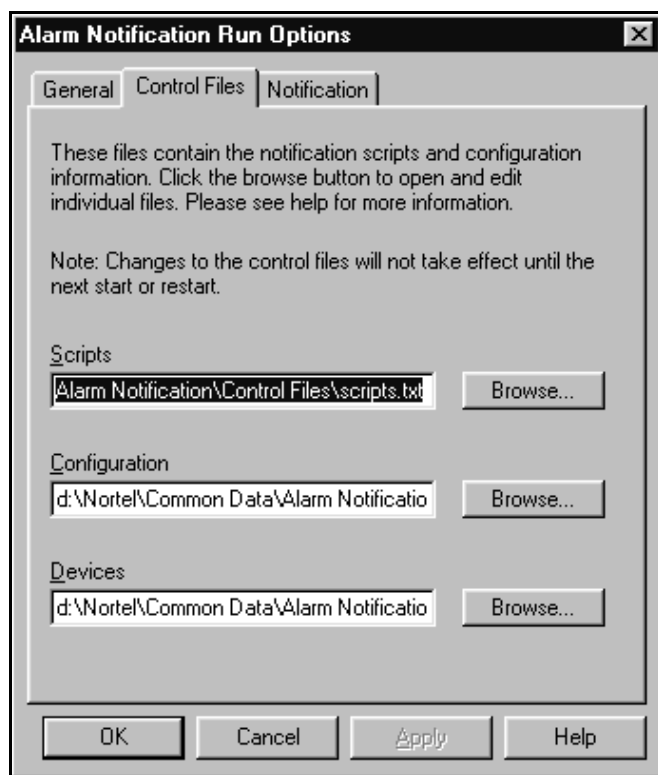 Alarm Notification Run Options
General
Control Files
Notification
These files contain the notification scripts and configuration
information. Click the browse button to open and edit
individual files. Please see help for more information.
Note: Changes to the control files will not take effect until the
next start or restart.
Scripts
Alarm Notification\Control Files\scripts.txt
Browse...
Configuration
d:\Nortel\Common Data\Alarm Notificatio
Browse...
Devices
d:\Nortel\Common Data\Alarm Notificatio
Browse...
OK
Cancel
Apply
Help